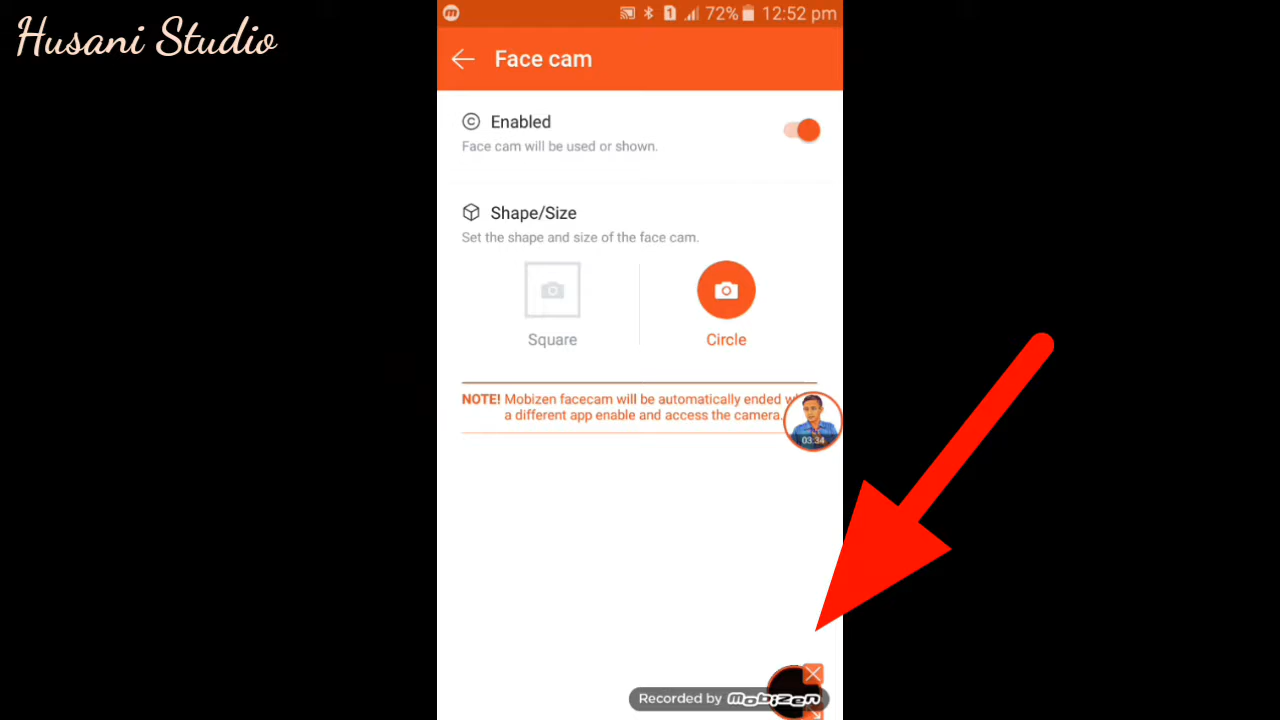 Husani Studio
1 72% 12:52 pm
Face cam
Enabled
Face cam will be used or shown.
Shape/Size
Set the shape and size of the face cam.
Square
Circle
NOTE! Mobizen facecam will be automatically ended
a different app enable and access the camera.
03:34
Recorded by mobizen